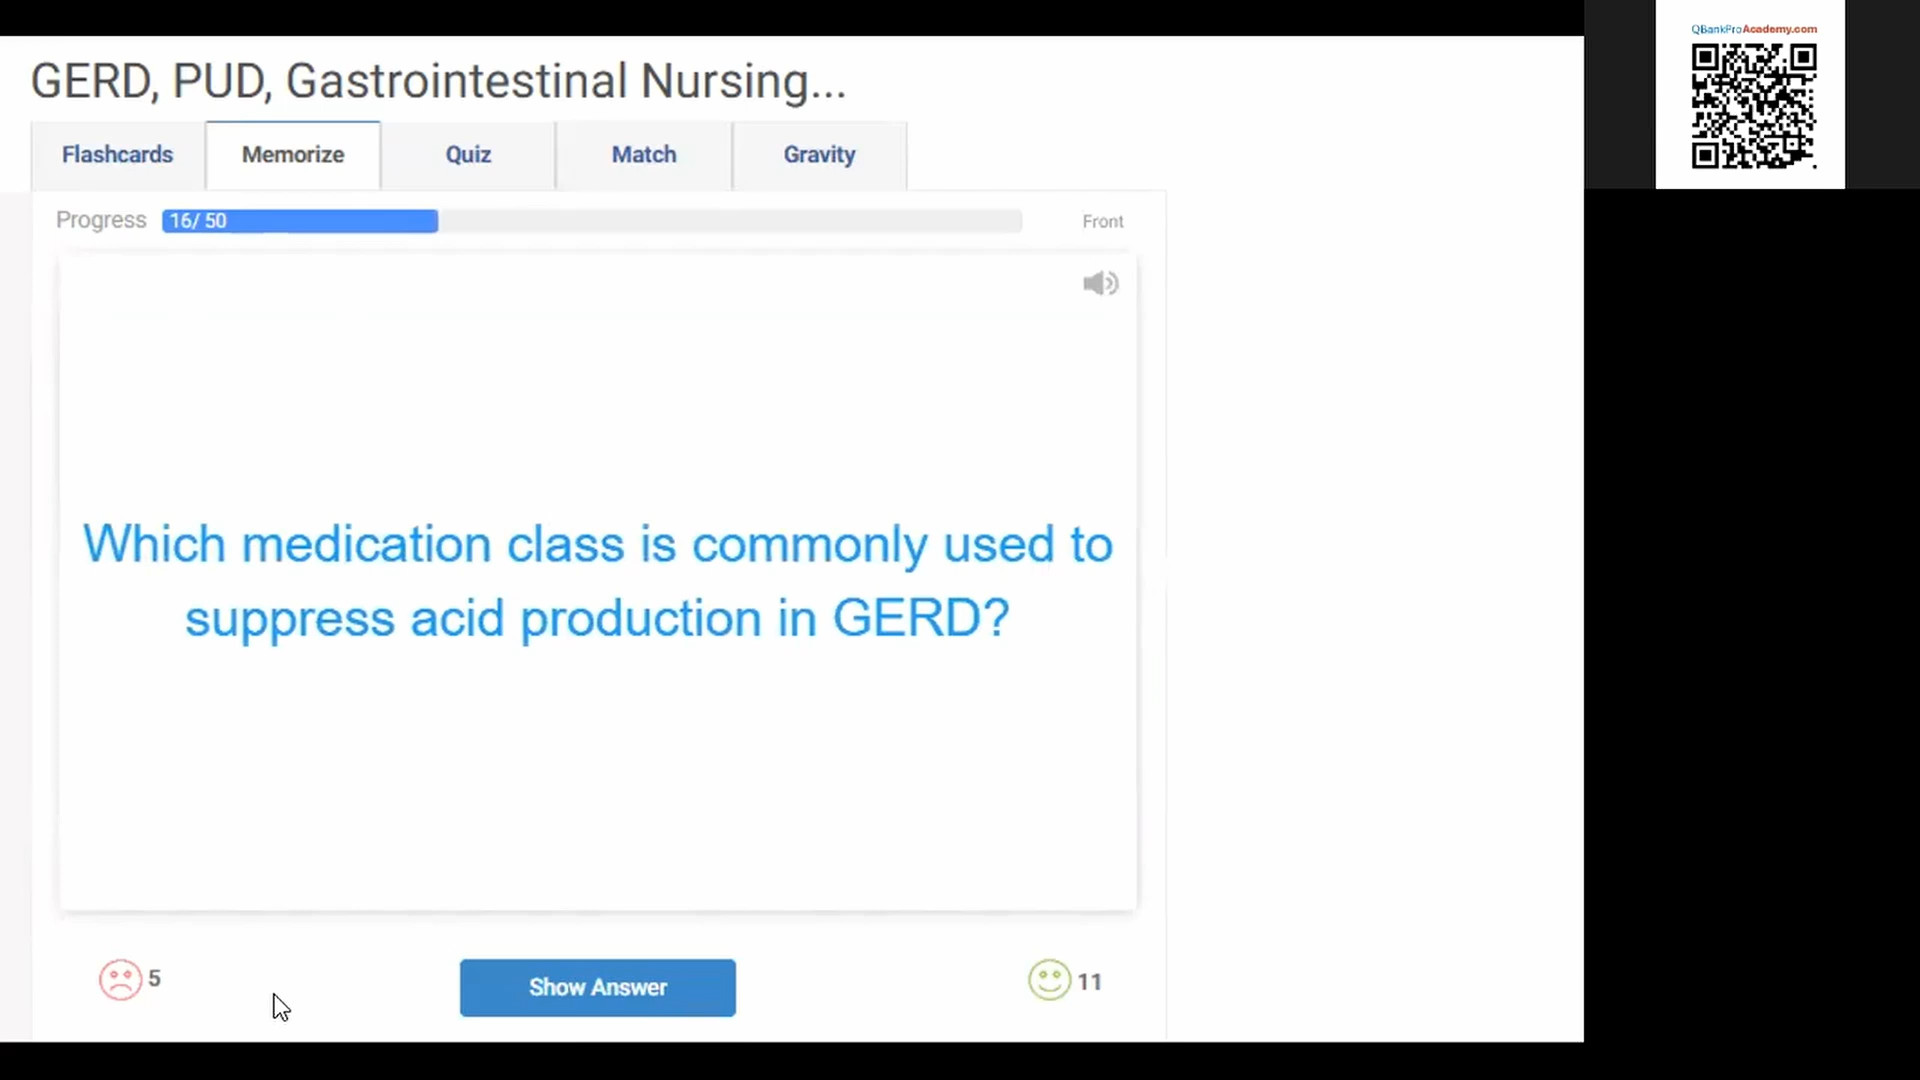 QBankProAcademy.com
GERD, PUD, Gastrointestinal Nursing...
Flashcards
Memorize
Quiz
Match
Gravity
Progress
16/ 50
Front
Which medication class is commonly used to
suppress acid production in GERD?
5
Show Answer
11